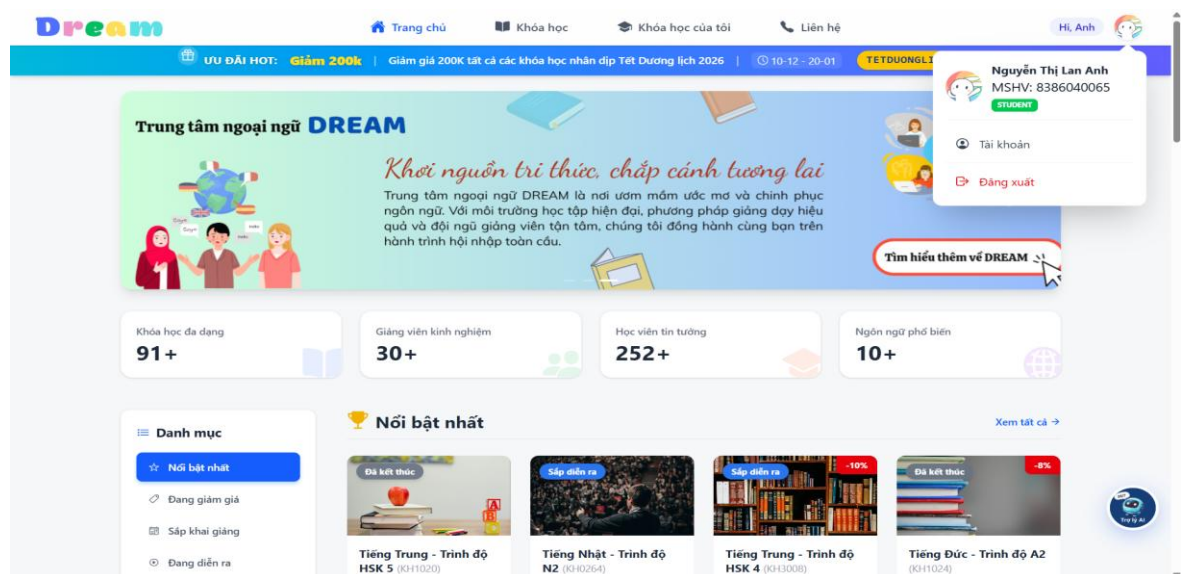 Dream
Trang chủ
Khóa học
Khóa học của tôi
Liên hệ
Hi, Anh
ƯU ĐÃI HOT: Giảm 200k | Giảm giá 200K tất cả các khóa học nhân dịp Tết Dương lịch 2026 | 10-12 - 20-01
Nguyễn Thị Lan Anh
MSHV: 8386040065
STUDENT
Tài khoản
Đăng xuất
Trung tâm ngoại ngữ DREAM
Khơi nguồn tri thức, chắp cánh tương lai
Trung tâm ngoại ngữ DREAM là nơi ươm mầm ước mơ và chinh phục
ngôn ngữ. Với môi trường học tập hiện đại, phương pháp giảng dạy hiệu
quả và đội ngũ giảng viên tận tâm, chúng tôi đồng hành cùng bạn trên
hành trình hội nhập toàn cầu.
Tìm hiểu thêm về DREAM
Khóa học đa dạng
91+
Giảng viên kinh nghiệm
30+
Học viên tin tưởng
252+
Ngôn ngữ phổ biến
10+
Danh mục
Nổi bật nhất
Đang giảm giá
Sắp khai giảng
Đang diễn ra
Nổi bật nhất
Xem tất cả →
Đã kết thúc
Sắp diễn ra
Sắp diễn ra
-10%
Đã kết thúc
-8%
Tiếng Trung - Trình độ
HSK 5 (KH1020)
Tiếng Nhật - Trình độ
N2 (KH0264)
Tiếng Trung - Trình độ
HSK 4 (KH3008)
Tiếng Đức - Trình độ A2
(KH1024)
Trợ lý AI